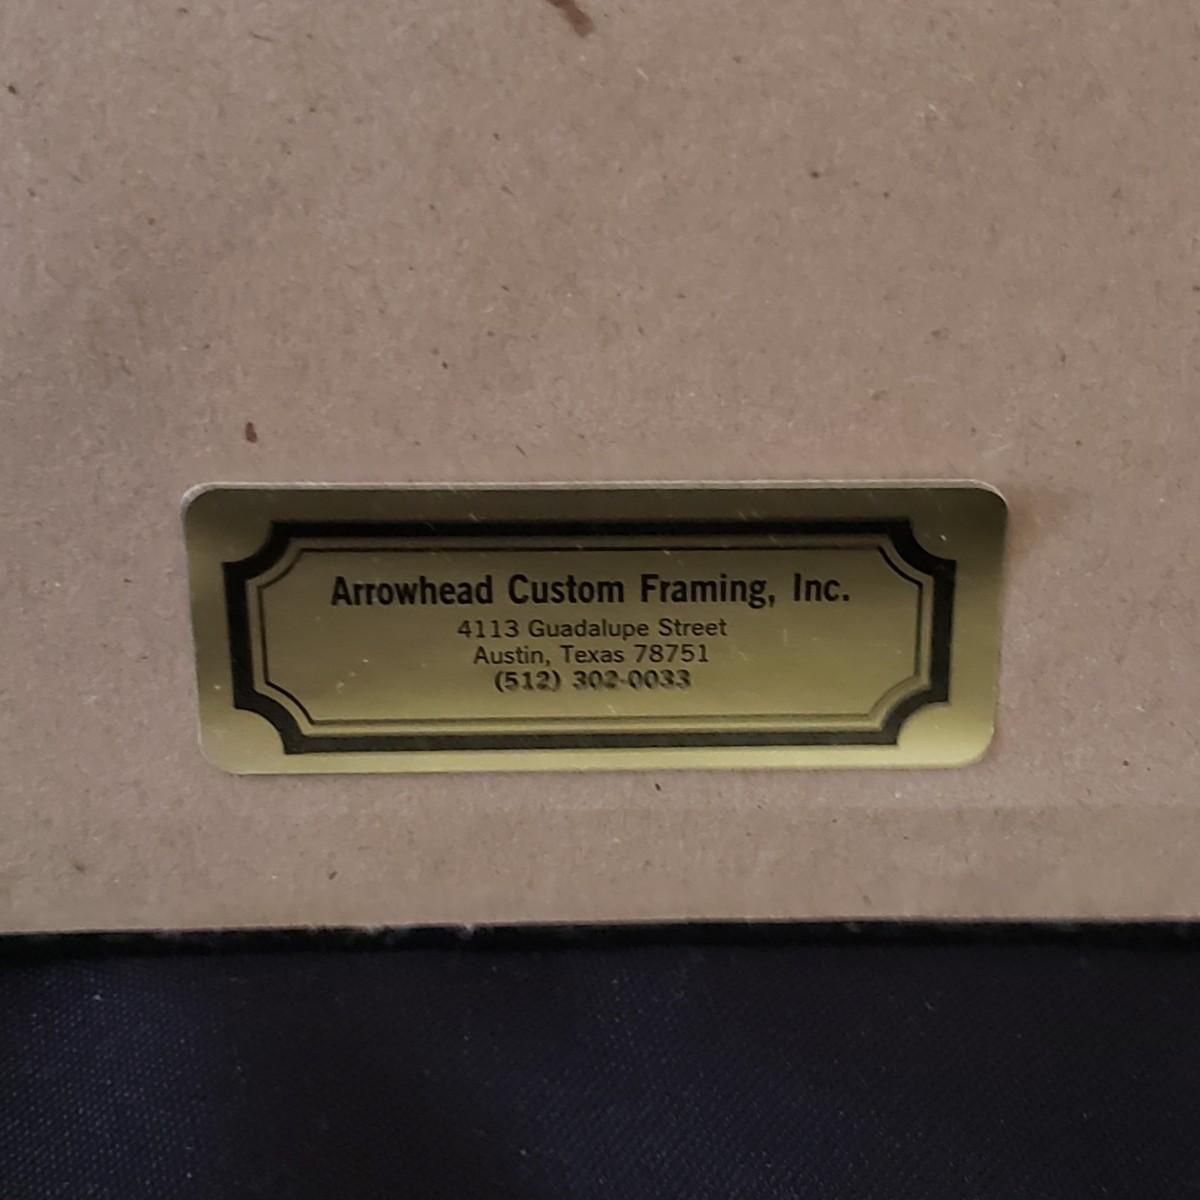 Arrowhead Custom Framing, Inc.
4113 Guadalupe Street
Austin, Texas 78751
(512) 302-0033